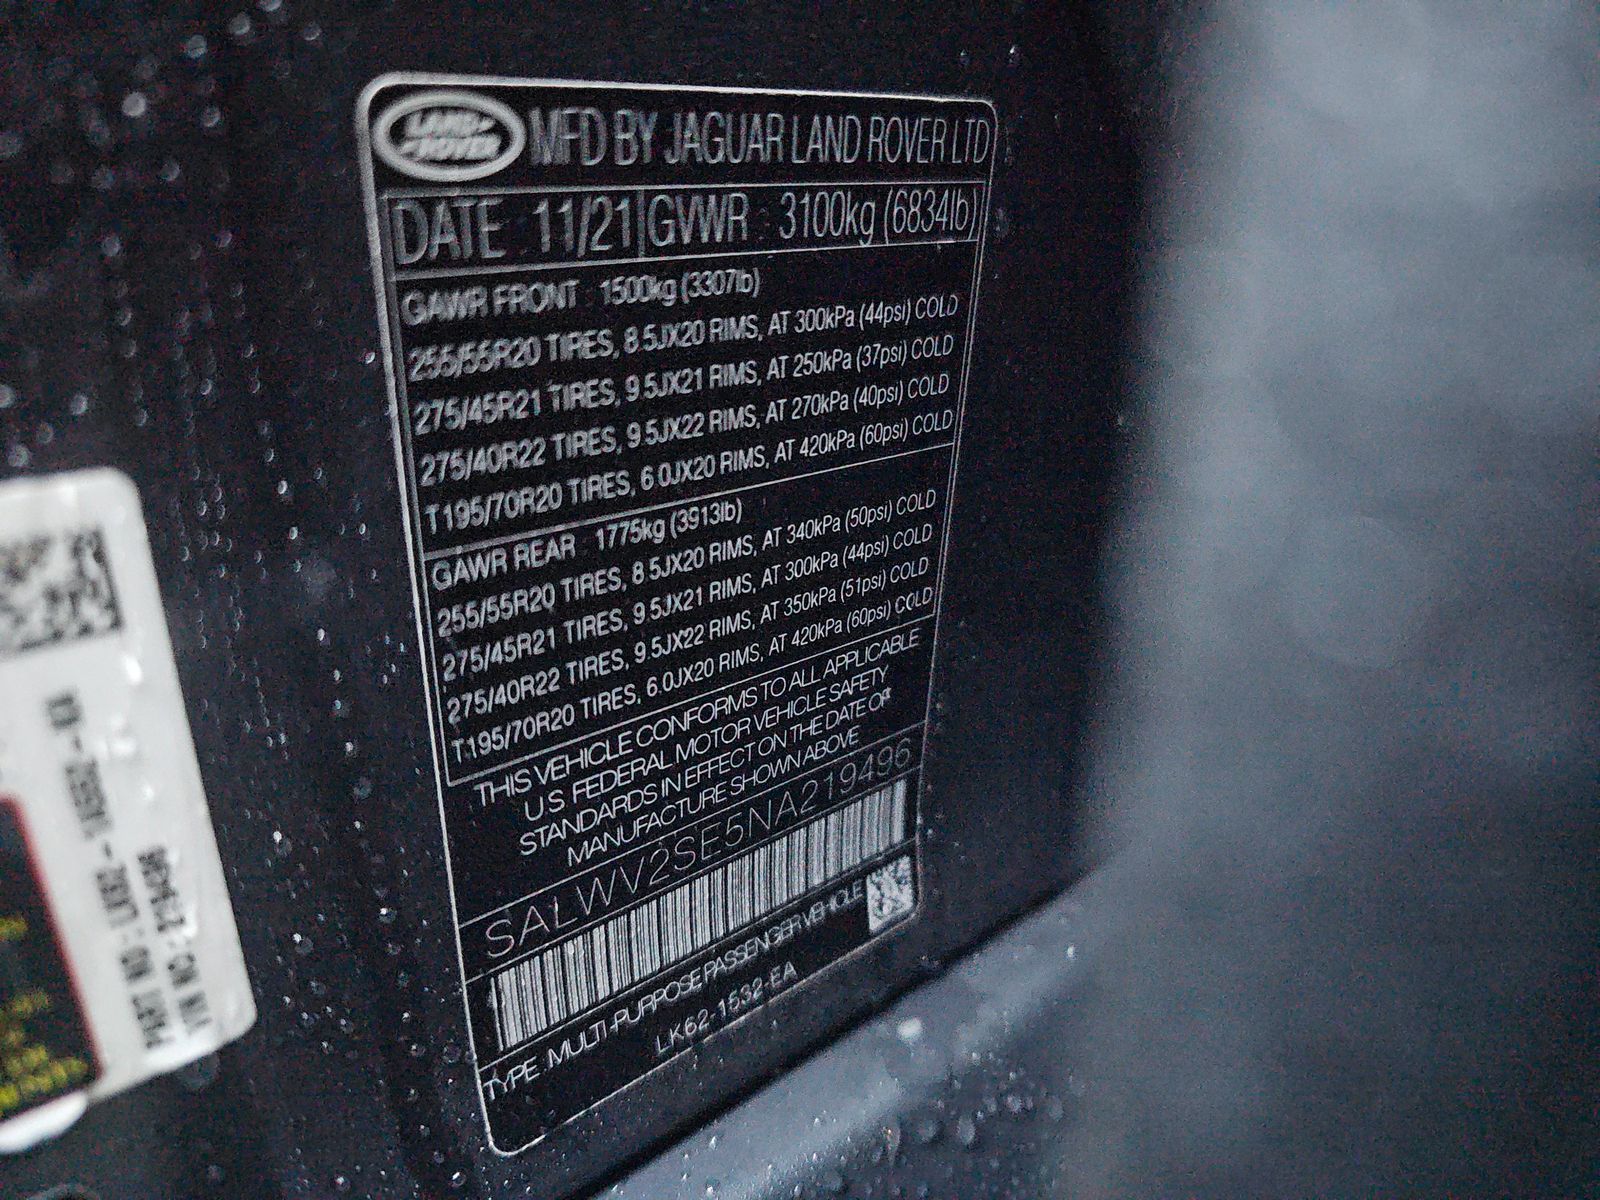 LAND ROVER
MFD BY JAGUAR LAND ROVER LTD
DATE 11/21 GVWR : 3100kg (6834lb)
GAWR FRONT : 1500kg (3307lb)
255/55R20 TIRES, 8.5JX20 RIMS, AT 300kPa (44psi) COLD
275/45R21 TIRES, 9.5JX21 RIMS, AT 250kPa (37psi) COLD
275/40R22 TIRES, 9.5JX22 RIMS, AT 270kPa (40psi) COLD
T195/70R20 TIRES, 6.0JX20 RIMS, AT 420kPa (60psi) COLD
GAWR REAR : 1775kg (3913lb)
255/55R20 TIRES, 8.5JX20 RIMS, AT 340kPa (50psi) COLD
275/45R21 TIRES, 9.5JX21 RIMS, AT 300kPa (44psi) COLD
275/40R22 TIRES, 9.5JX22 RIMS, AT 350kPa (51psi) COLD
T195/70R20 TIRES, 6.0JX20 RIMS, AT 420kPa (60psi) COLD
THIS VEHICLE CONFORMS TO ALL APPLICABLE
U.S. FEDERAL MOTOR VEHICLE SAFETY
STANDARDS IN EFFECT ON THE DATE OF
MANUFACTURE SHOWN ABOVE
SALWV2SE5NA219496
TYPE : MULTI-PURPOSE PASSENGER VEHICLE
LK62-1532-EA
PART NO
VIN NO